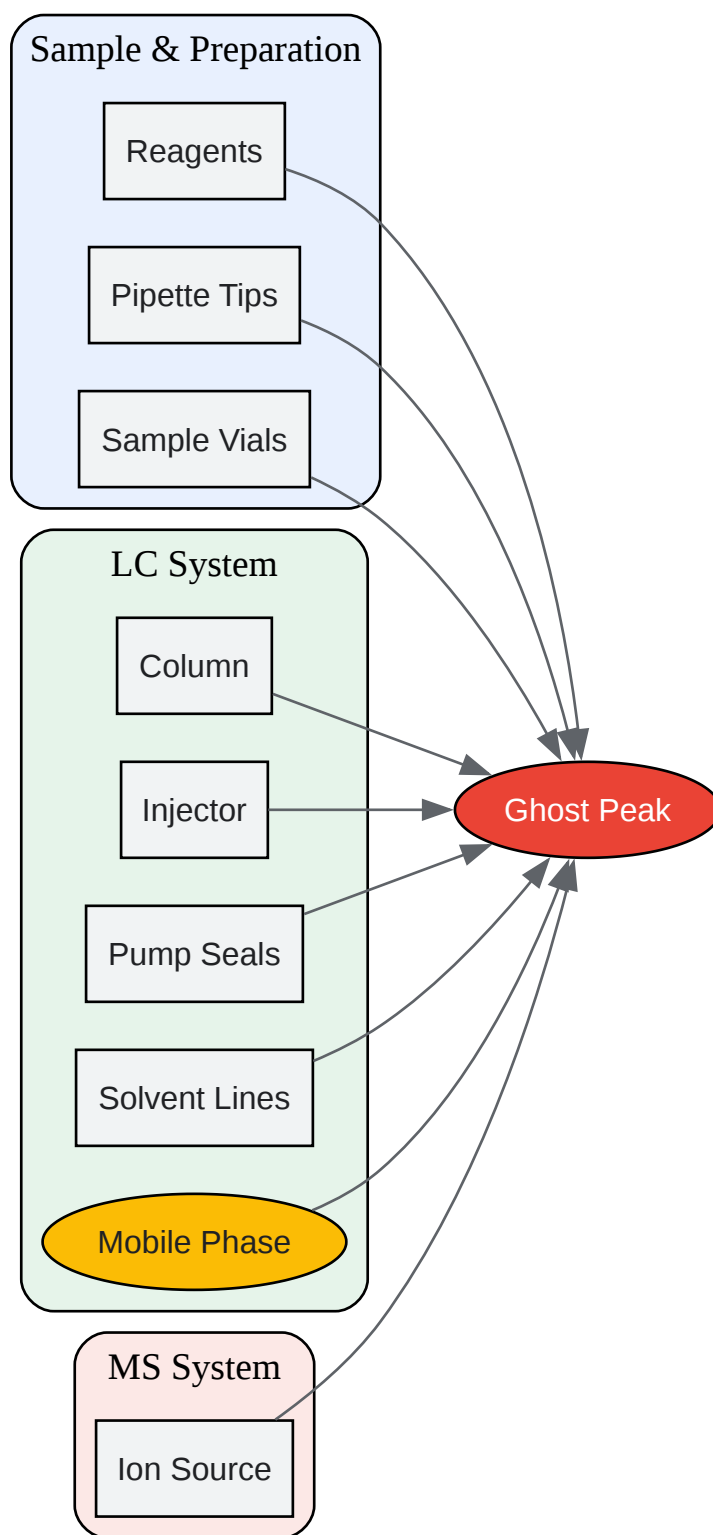 Sample & Preparation
Reagents
Pipette Tips
Sample Vials
LC System
Column
Injector
Ghost Peak
Pump Seals
Solvent Lines
Mobile Phase
MS System
Ion Source